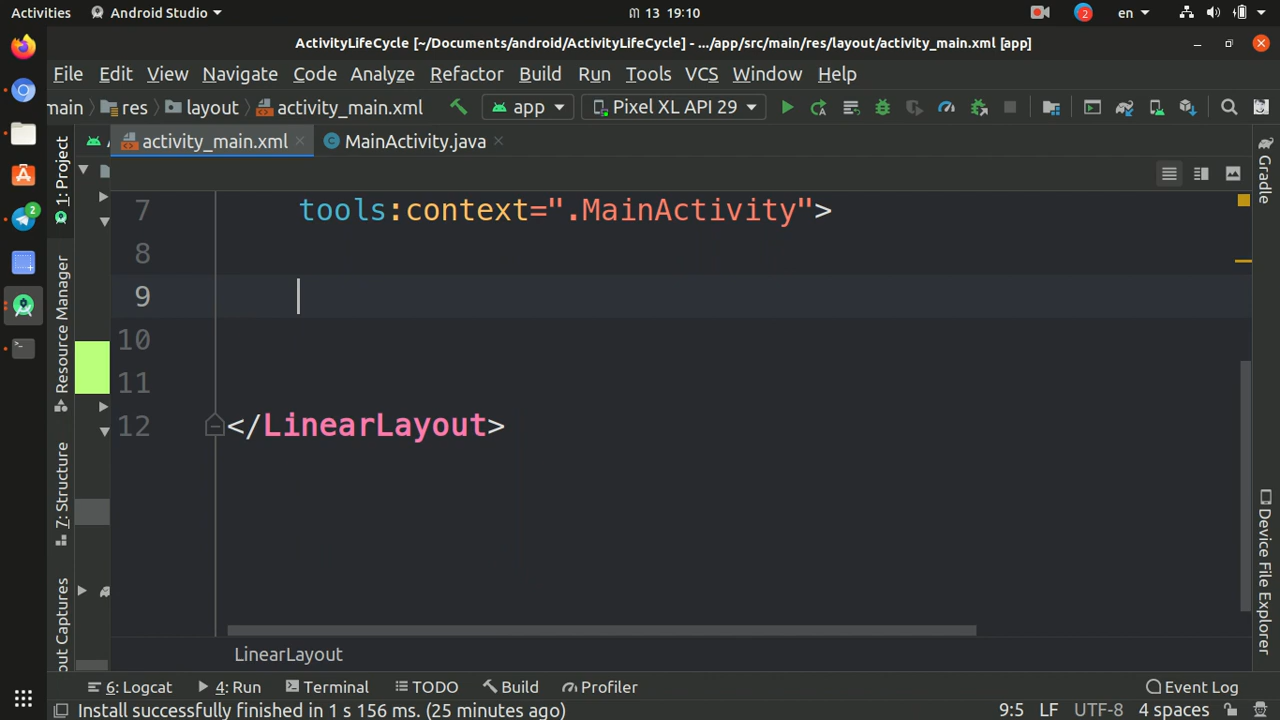 Activities Android Studio ሐ 13 19:10 2 en
ActivityLifeCycle [~/Documents/android/ActivityLifeCycle] - .../app/src/main/res/layout/activity_main.xml [app]
File Edit View Navigate Code Analyze Refactor Build Run Tools VCS Window Help
main res layout activity_main.xml app Pixel XL API 29
activity_main.xml MainActivity.java
1: Project
Resource Manager
7: Structure
out Captures
2
7 tools:context=".MainActivity">
8
9
10
11
12 </LinearLayout>
Gradle
Device File Explorer
LinearLayout
6: Logcat 4: Run Terminal TODO Build Profiler Event Log
Install successfully finished in 1 s 156 ms. (25 minutes ago) 9:5 LF UTF-8 4 spaces